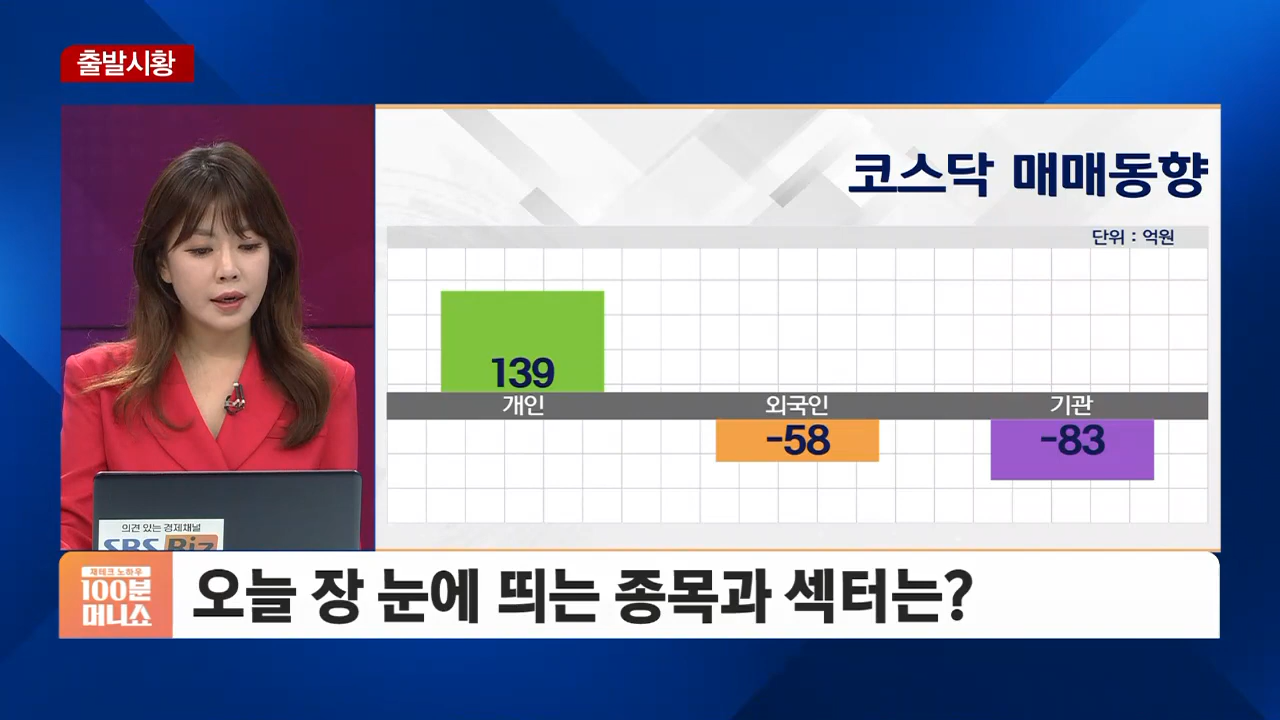 출발시황
코스닥 매매동향
단위 : 억원
139
개인
외국인
기관
-58
-83
의견 있는 경제채널
SBS Biz
재테크 노하우
100분
머니쇼
오늘 장 눈에 띄는 종목과 섹터는?